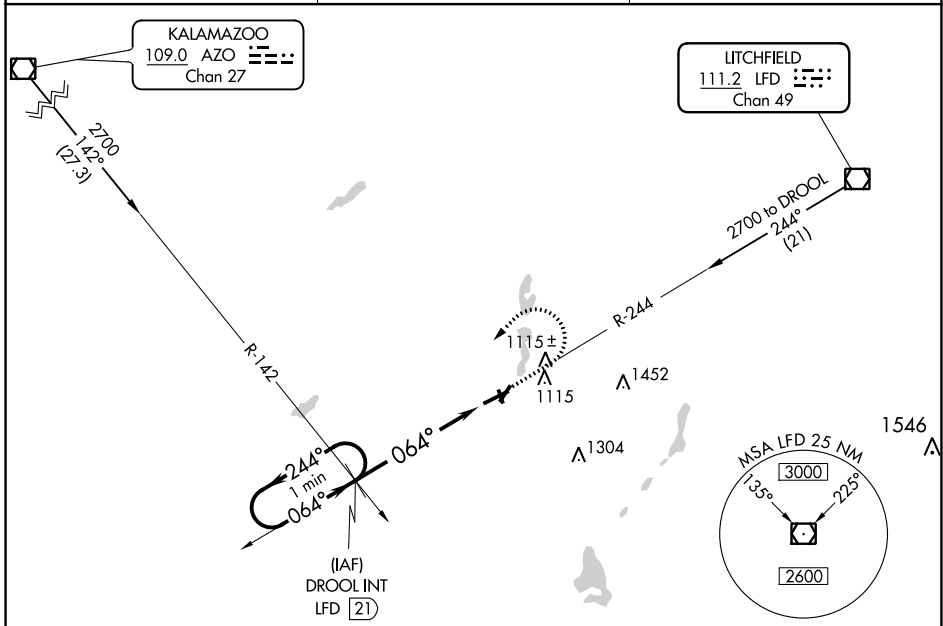 KALAMAZOO
109.0 AZO
Chan 27
LITCHFIELD
111.2 LFD
Chan 49
2700
142°
(27.3)
2700 to DROOL
244°
(21)
R-244
R-142
1115±
1115
1452
1304
1546
064°
244°
1 min
064°
(IAF)
DROOL INT
LFD 21
MSA LFD 25 NM
3000
135°
225°
2600